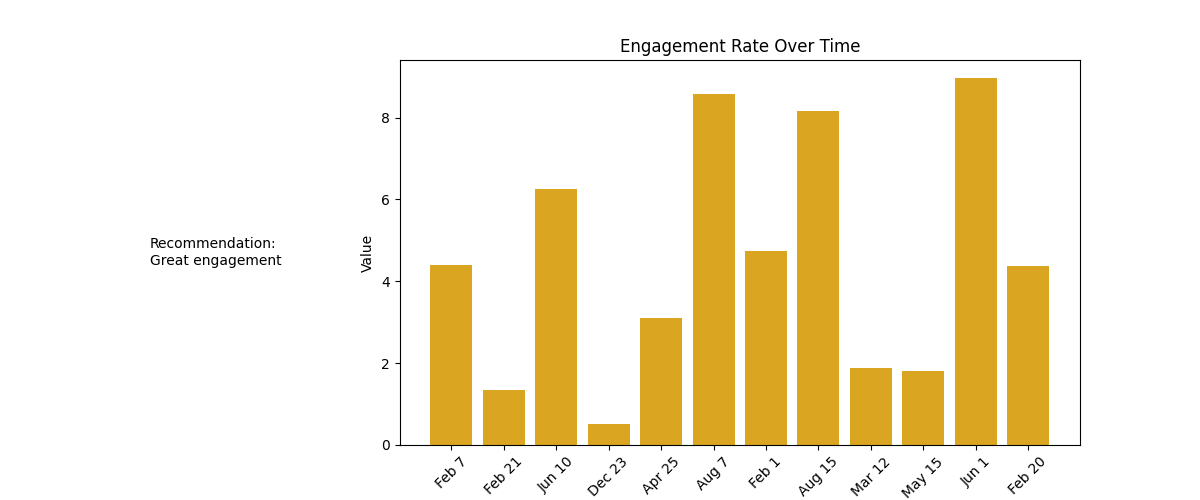 Engagement Rate Over Time
Recommendation:
Great engagement
Value
8
6
4
2
0
Feb 7
Feb 21
Jun 10
Dec 23
Apr 25
Aug 7
Feb 1
Aug 15
Mar 12
May 15
Jun 1
Feb 20